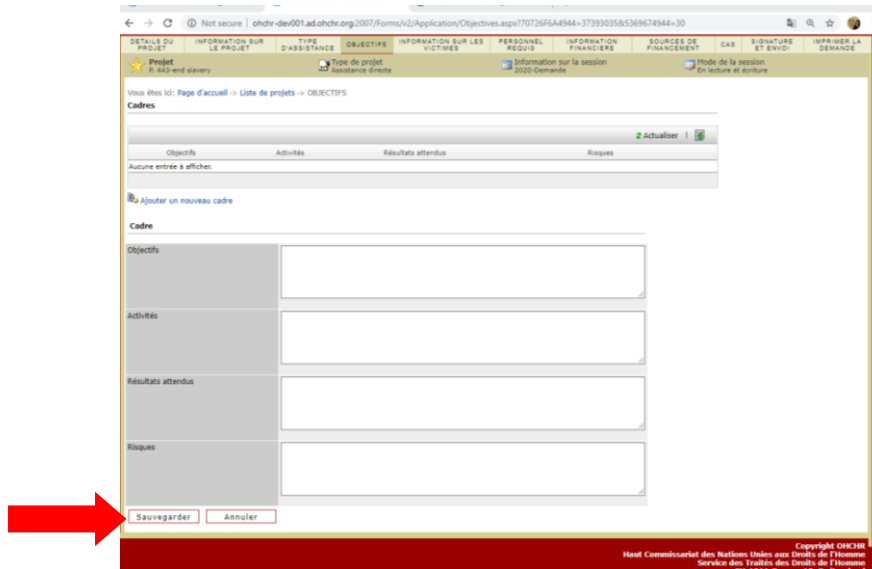 Not secure | ohchr-dev001.ad.ohchr.org:2007/Forms/v2/Application/Objectives.aspx?70726F6A4944=37393035&5369674944=30
DETAILS DU PROJET
INFORMATION SUR LE PROJET
TYPE D'ASSISTANCE
OBJECTIFS
INFORMATION SUR LES VICTIMES
PERSONNEL REQUIS
INFORMATION FINANCIERE
SOURCES DE FINANCEMENT
CAS
SIGNATURE ET ENVOI
IMPRIMER LA DEMANDE
Projet
P. 443-end slavery
Type de projet
Assistance directe
Information sur la session
2020-Demande
Mode de la session
En lecture et écriture
Vous êtes ici: Page d'accueil -> Liste de projets -> OBJECTIFS
Cadres
Actualiser |
Objectifs Activités Résultats attendus Risques
Aucune entrée à afficher.
Ajouter un nouveau cadre
Cadre
Objectifs
Activités
Résultats attendus
Risques
Sauvegarder Annuler
Copyright OHCHR
Haut Commissariat des Nations Unies aux Droits de l'Homme
Service des Traités des Droits de l'Homme